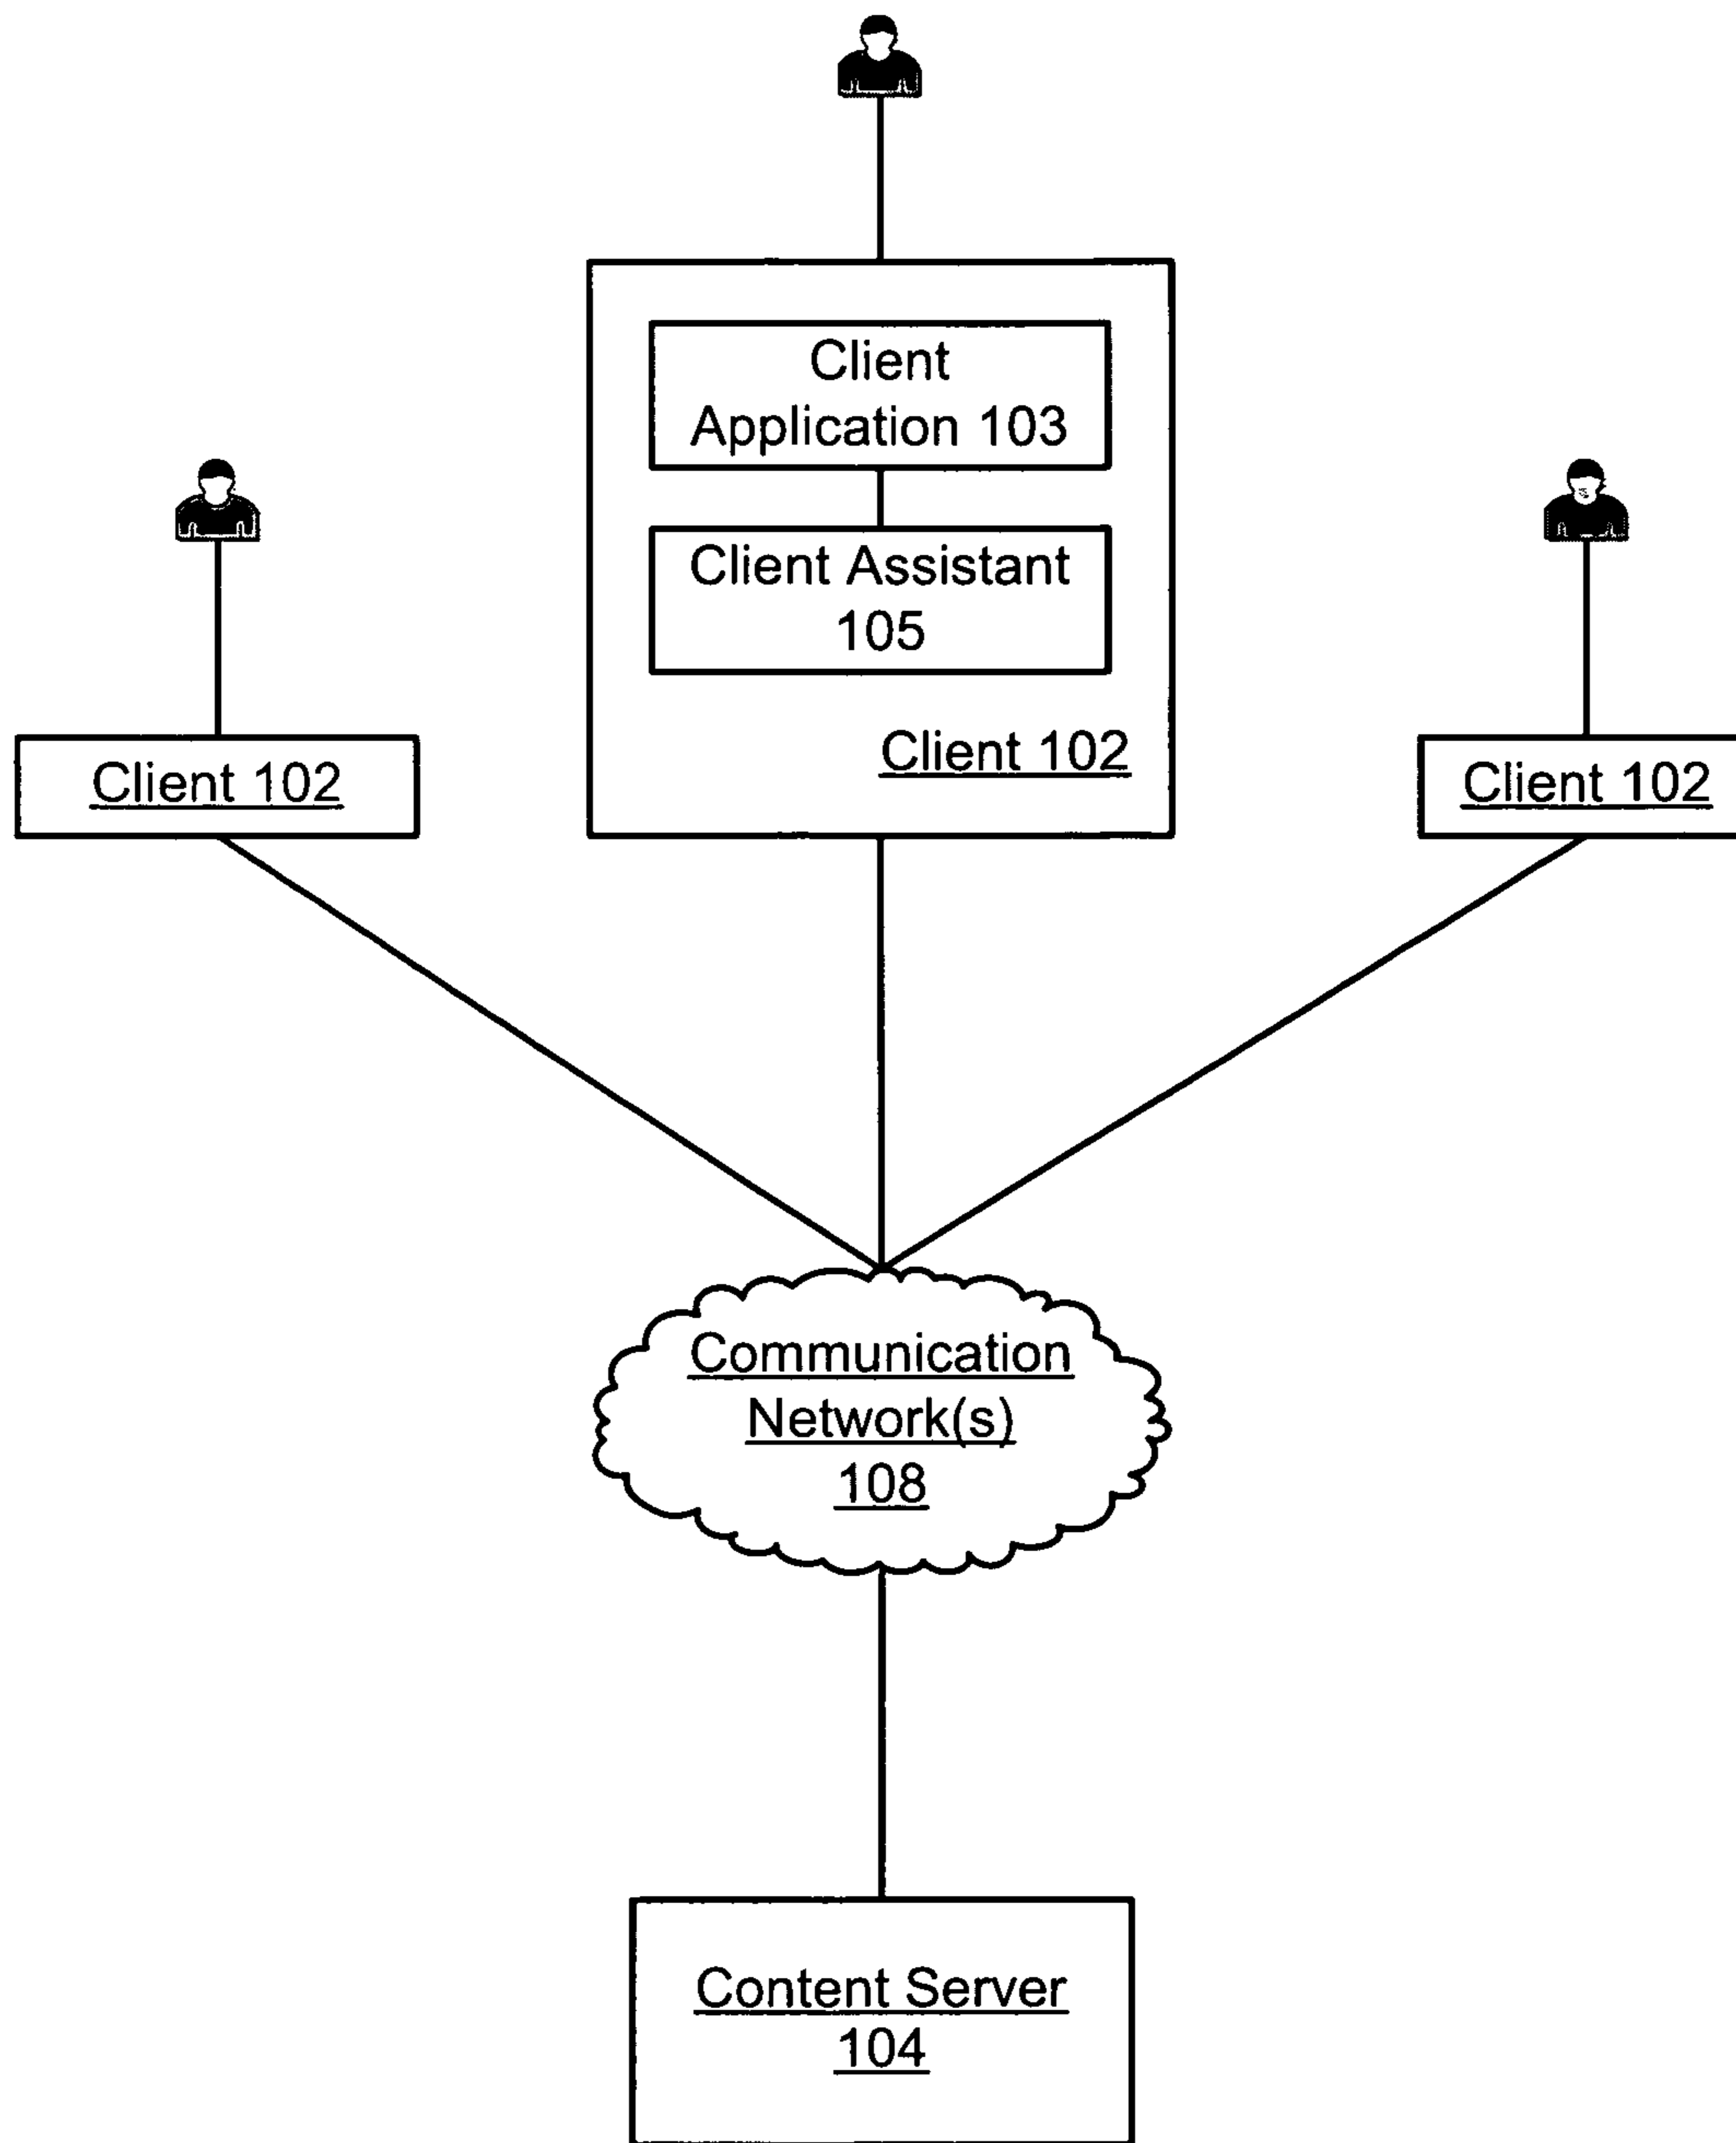 Client
Application 103
Client Assistant
105
Client 102
Client 102
Client 102
Communication
Network(s)
108
Content Server
104